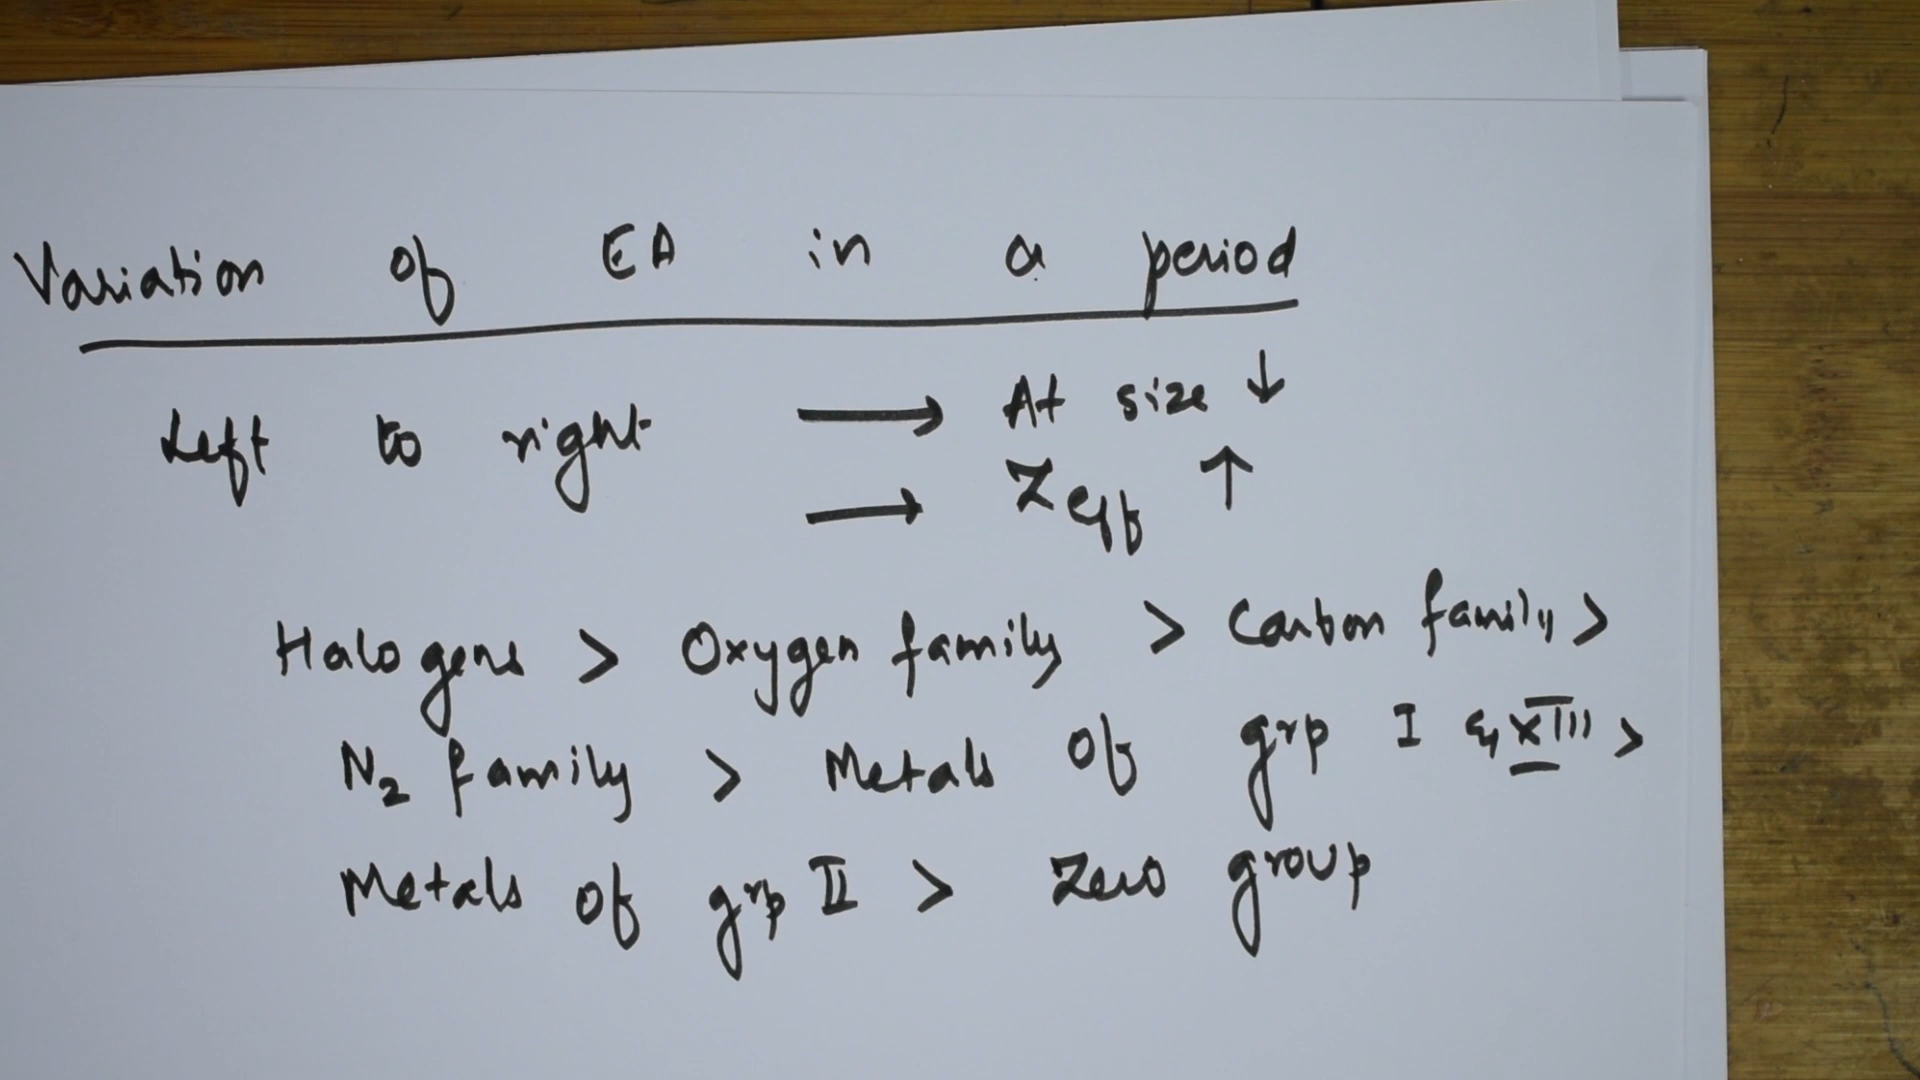 Variation of EA in a period
Left to right → At size ↓
→ Zeff ↑
Halogens > Oxygen family > Carbon family >
N₂ family > Metals of grp I & XIII >
Metals of grp II > Zero group